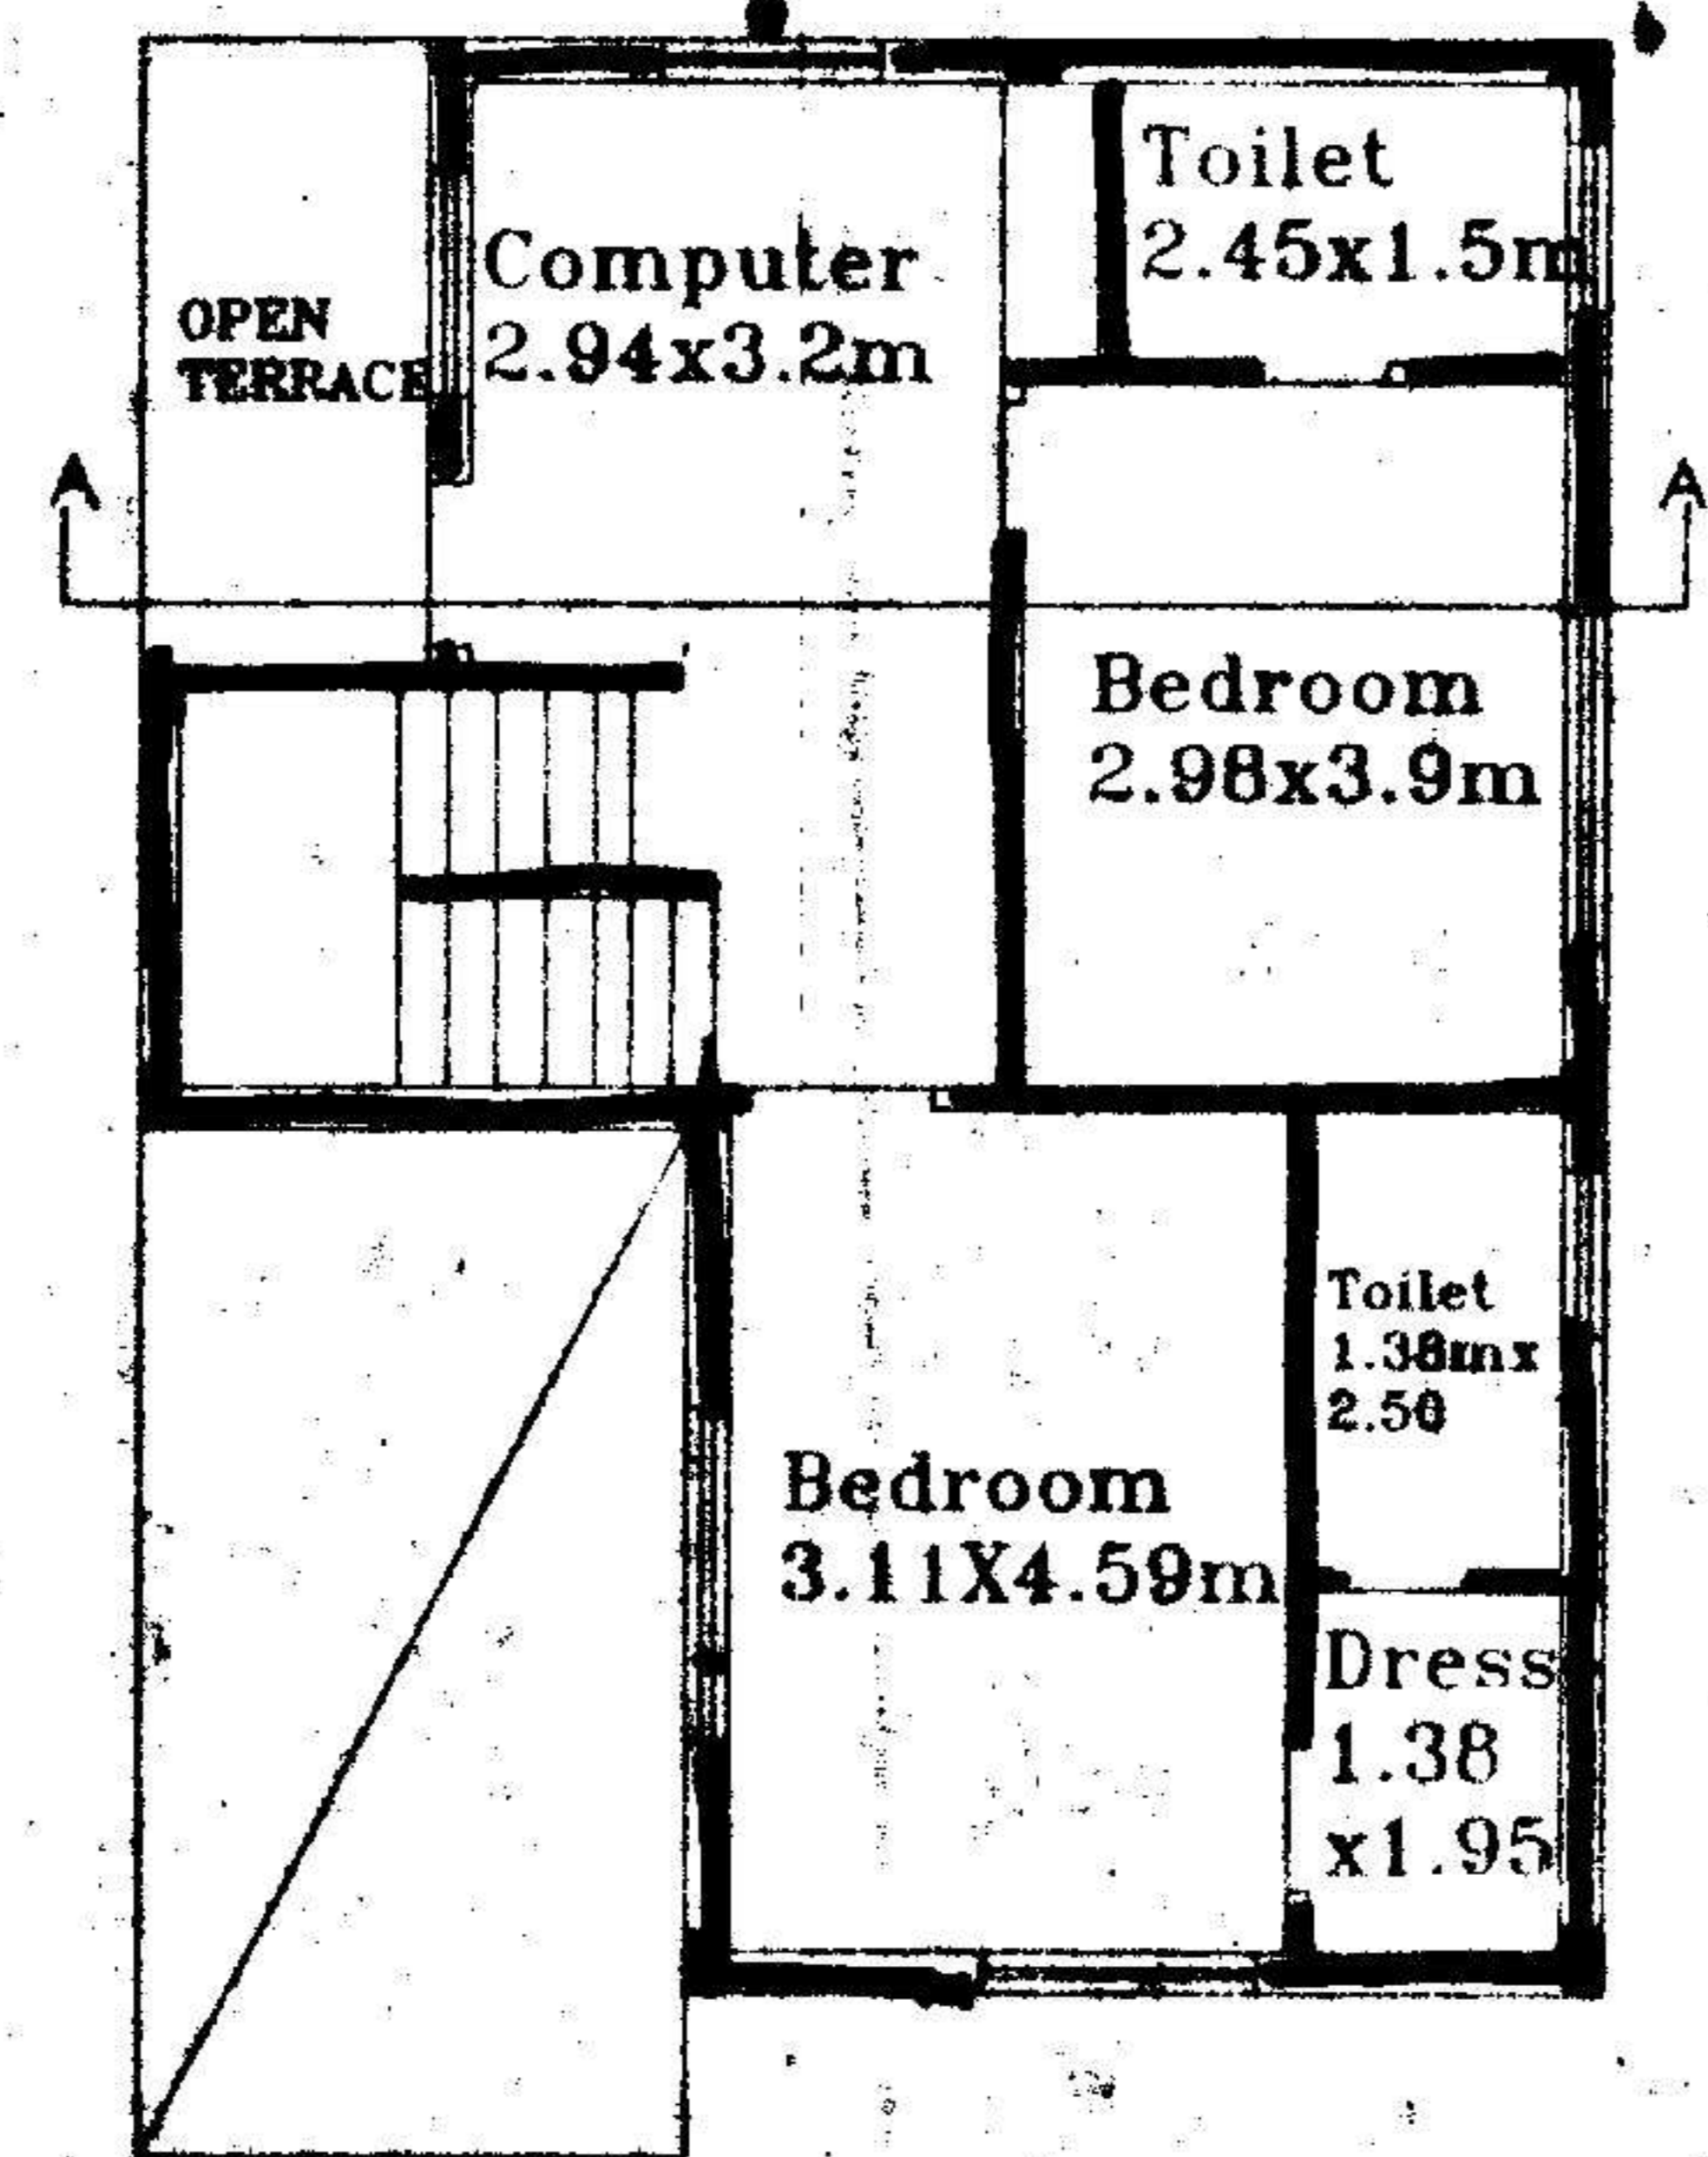 Toilet
2.45x1.5m
Computer
2.94x3.2m
OPEN
TERRACE
A
A
Bedroom
2.98x3.9m
Toilet
1.38mx
2.50
Bedroom
3.11X4.59m
Dress
1.38
x1.95